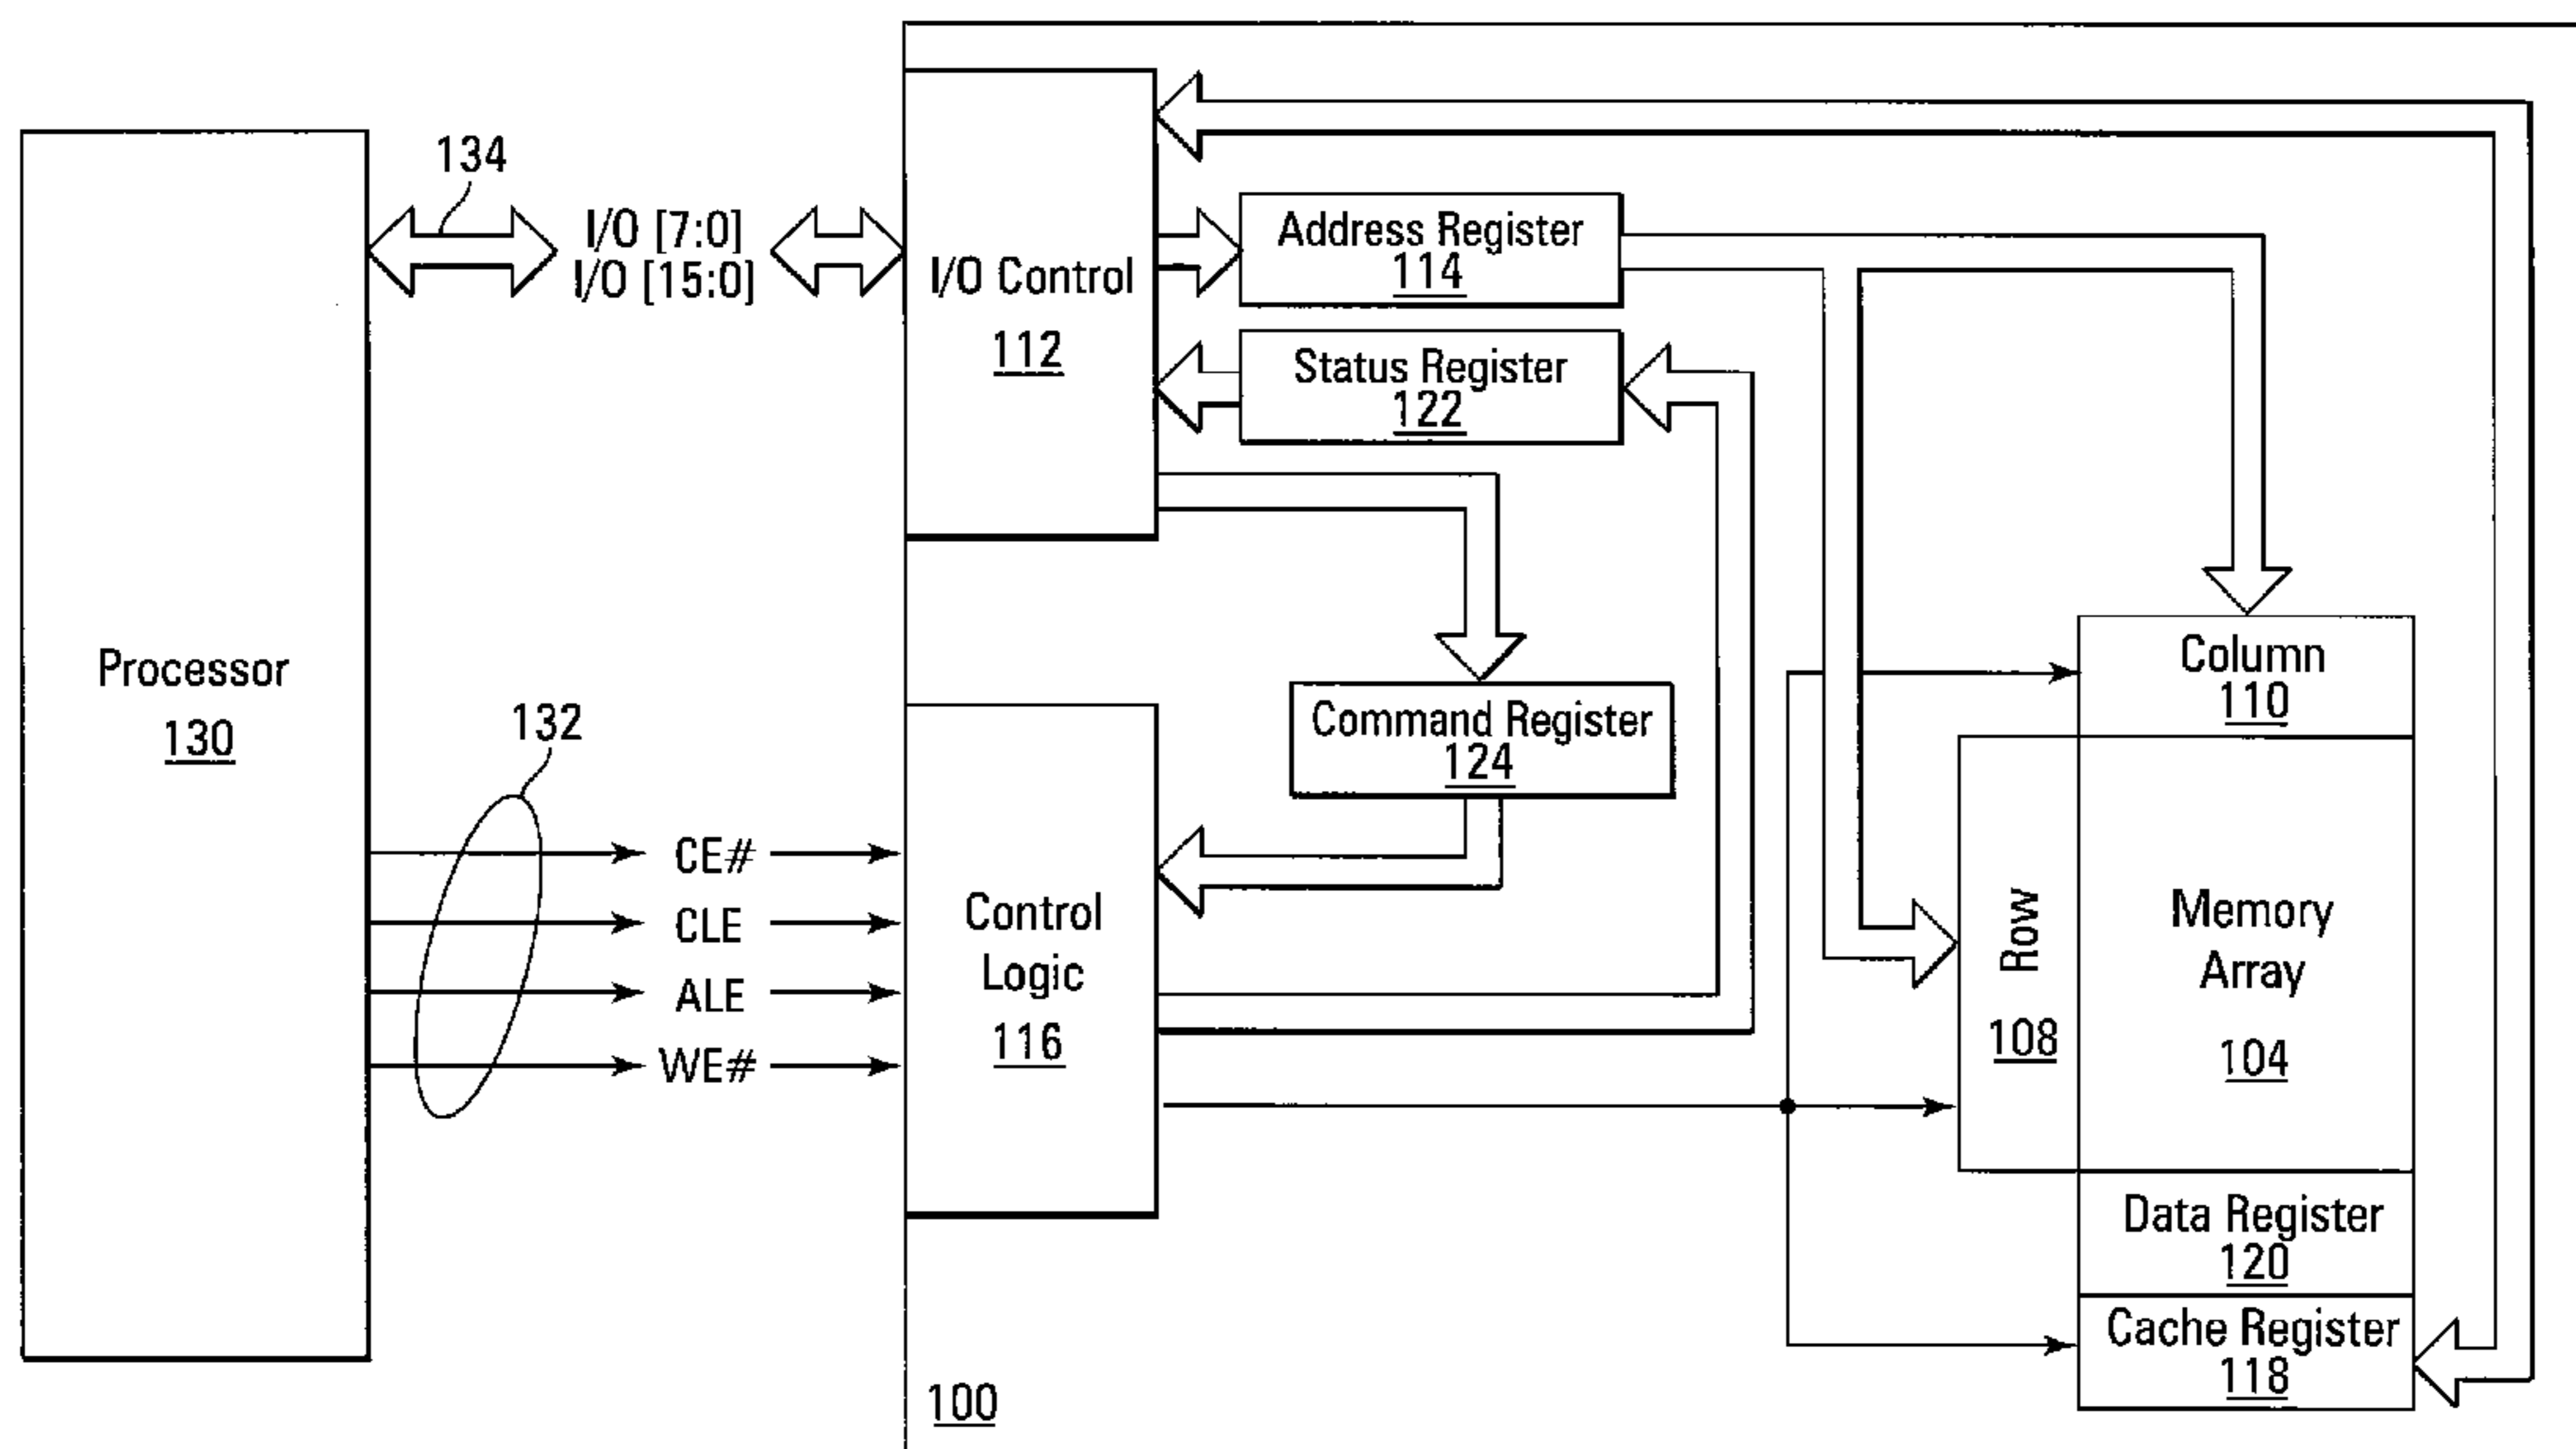 134
I/O [7:0]
I/O [15:0]
I/O Control
112
Address Register
114
Status Register
122
Processor
130
132
CE#
CLE
ALE
WE#
Command Register
124
Control
Logic
116
Column
110
Row
108
Memory
Array
104
Data Register
120
Cache Register
118
100